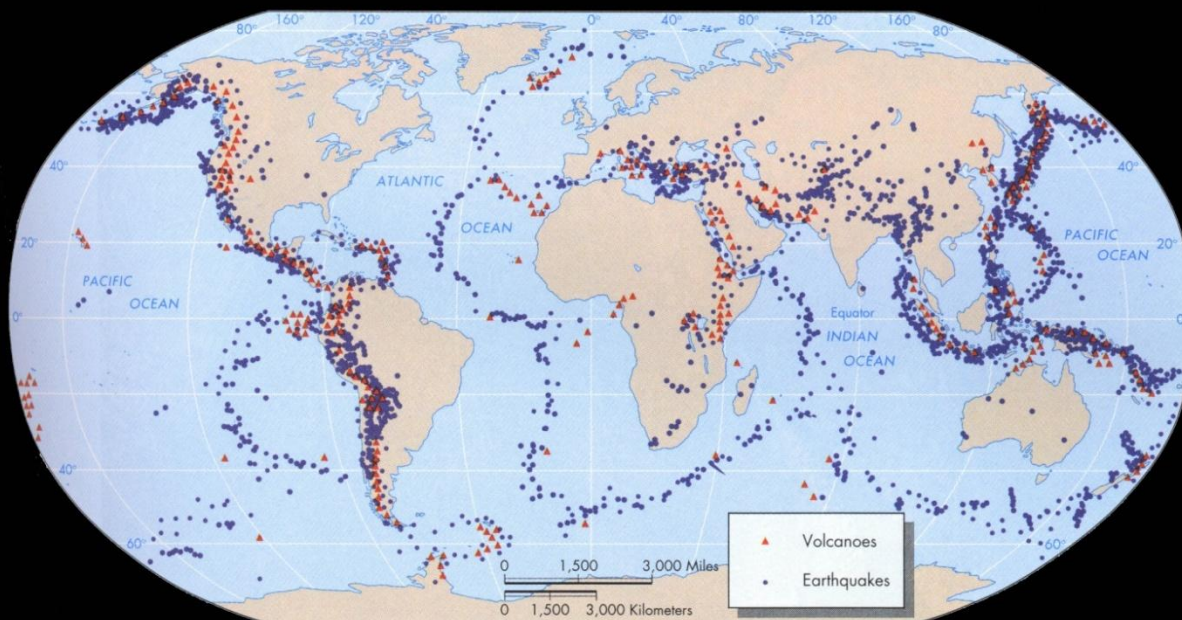 80° 160° 120° 40° 0° 40° 80° 120° 160° 80°
40° ATLANTIC 40°
OCEAN
20° PACIFIC 20°
OCEAN
PACIFIC
OCEAN
0° Equator 0°
INDIAN
OCEAN
40°
60° 60°
0 1,500 3,000 Miles
0 1,500 3,000 Kilometers
Volcanoes
Earthquakes